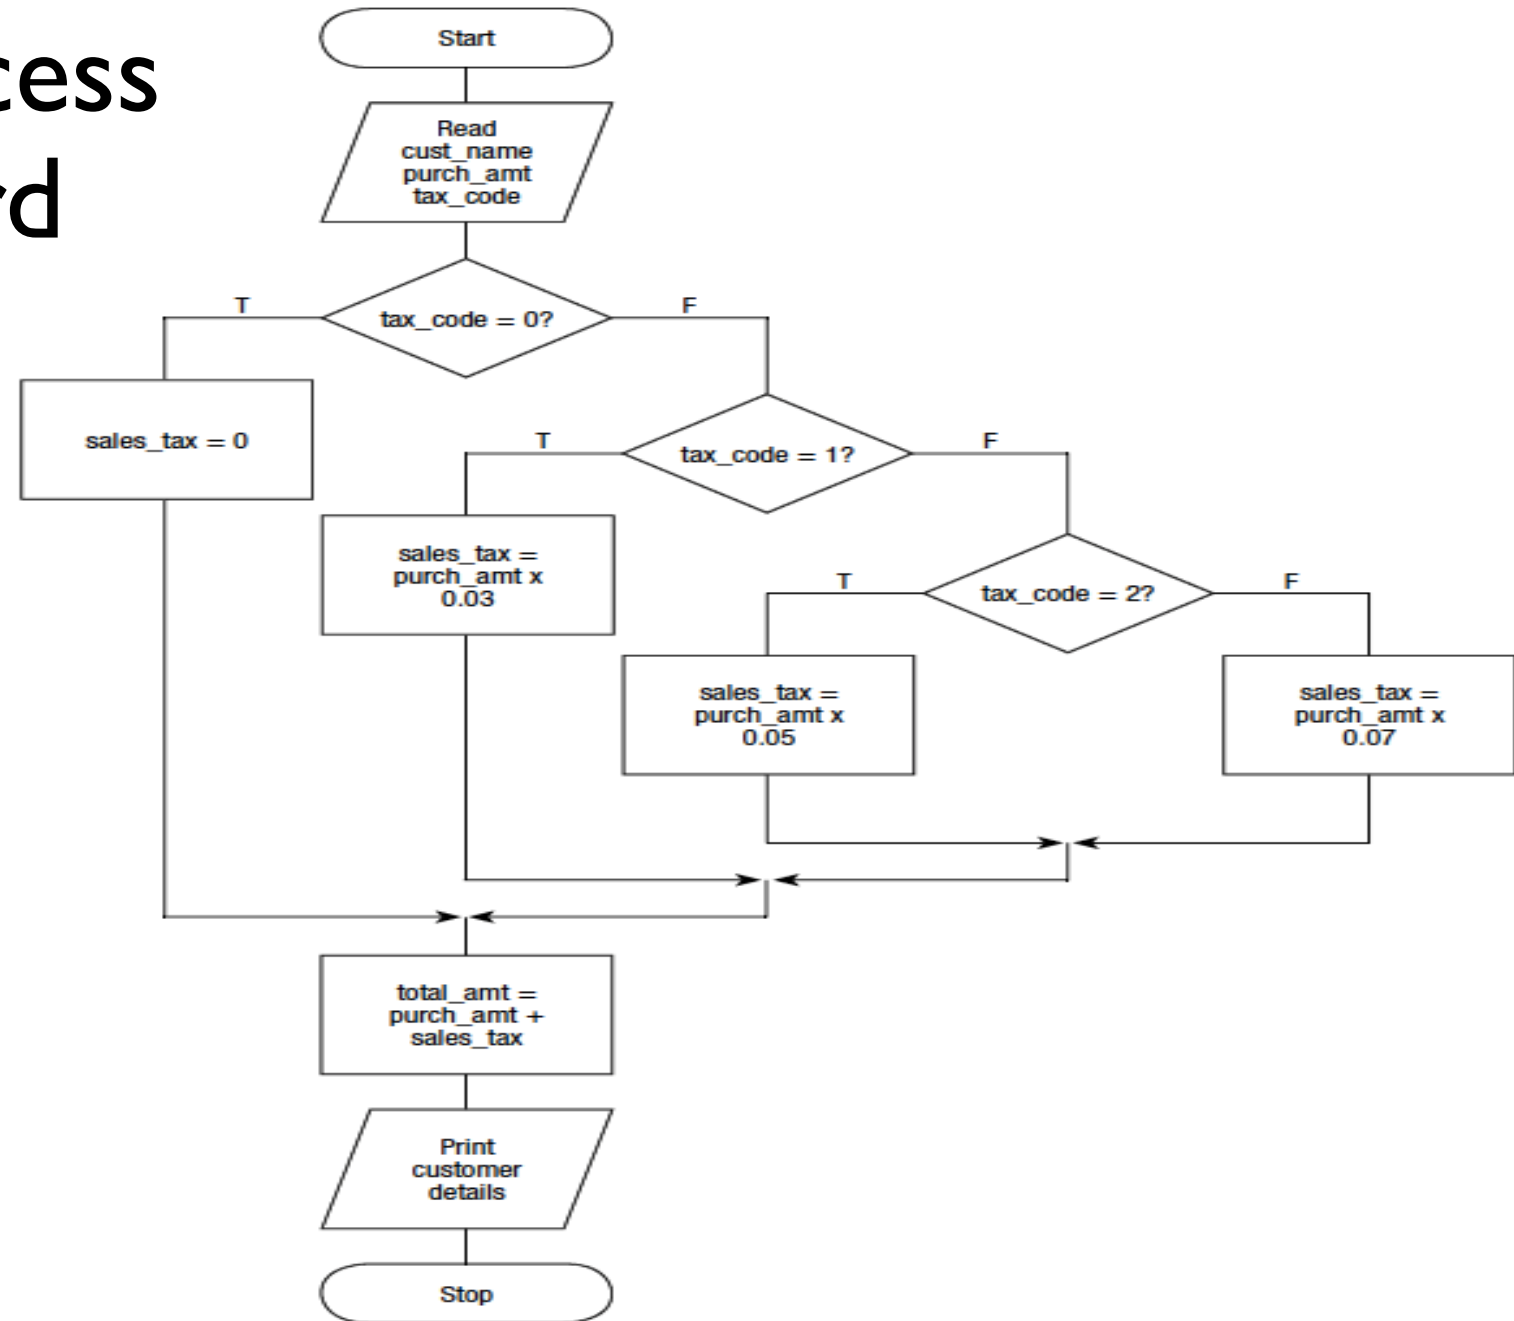 cess
rd
Start
Read
cust_name
purch_amt
tax_code
tax_code = 0?
T
F
sales_tax = 0
tax_code = 1?
T
F
sales_tax =
purch_amt x
0.03
tax_code = 2?
T
F
sales_tax =
purch_amt x
0.05
sales_tax =
purch_amt x
0.07
total_amt =
purch_amt +
sales_tax
Print
customer
details
Stop